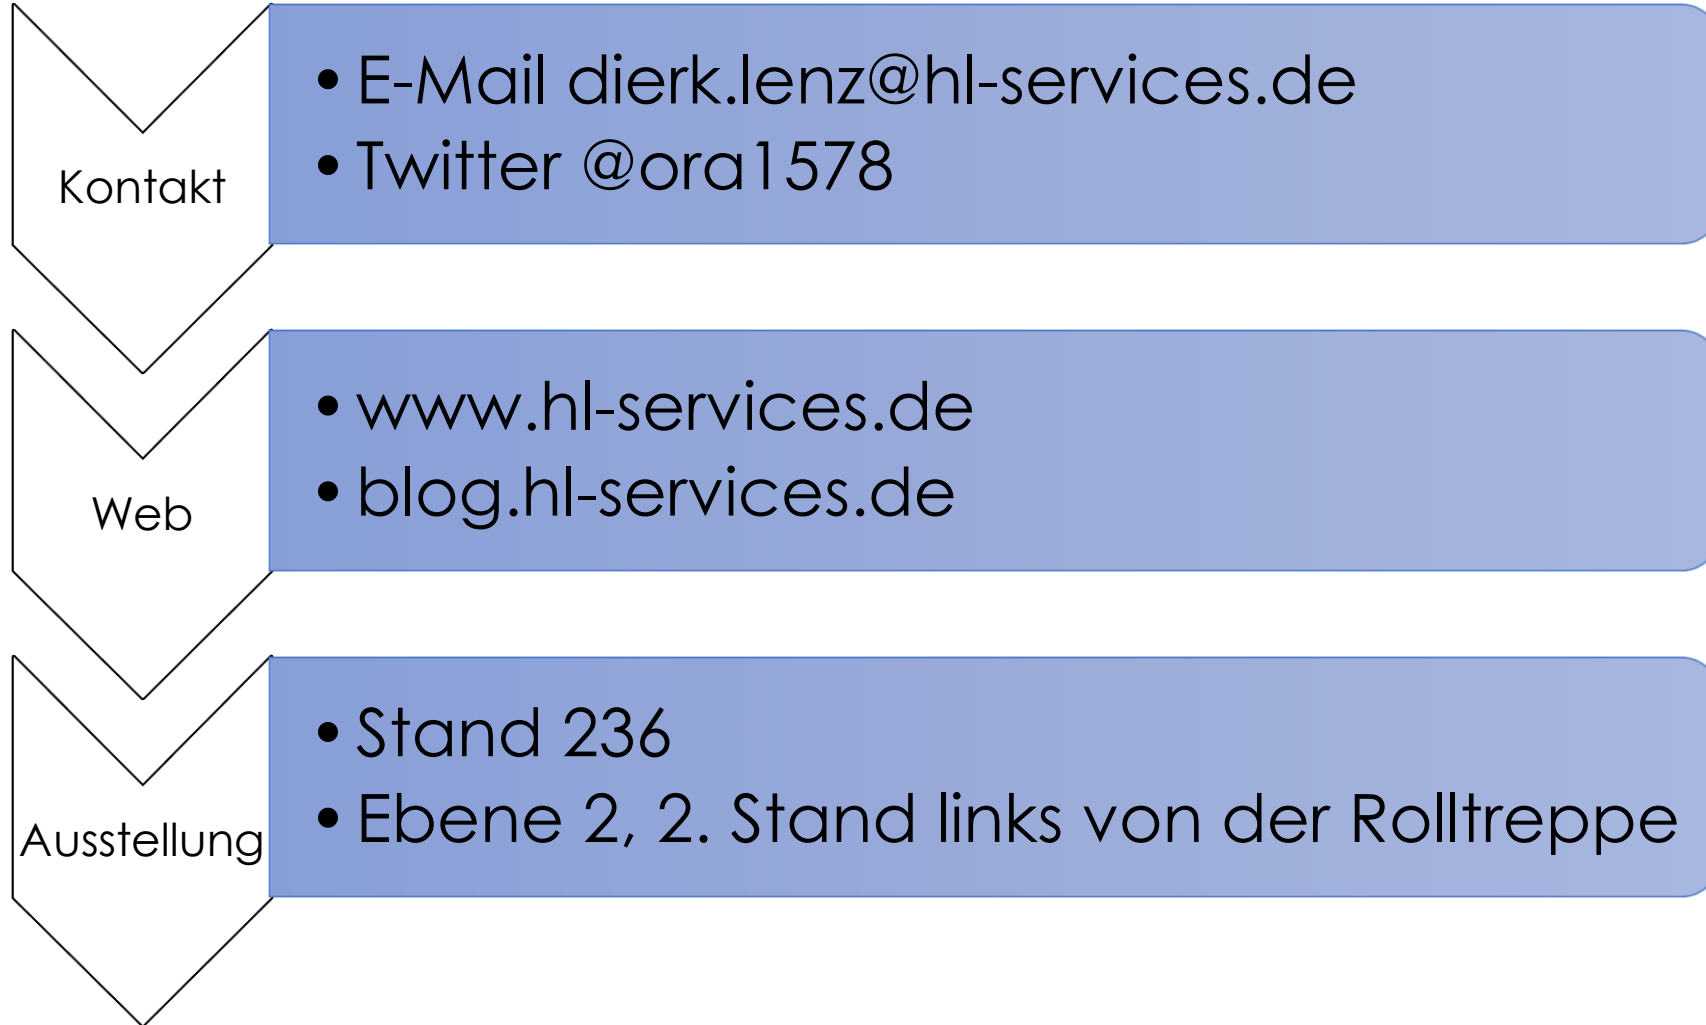 Kontakt
• E-Mail dierk.lenz@hl-services.de
• Twitter @ora1578
Web
• www.hl-services.de
• blog.hl-services.de
Ausstellung
• Stand 236
• Ebene 2, 2. Stand links von der Rolltreppe